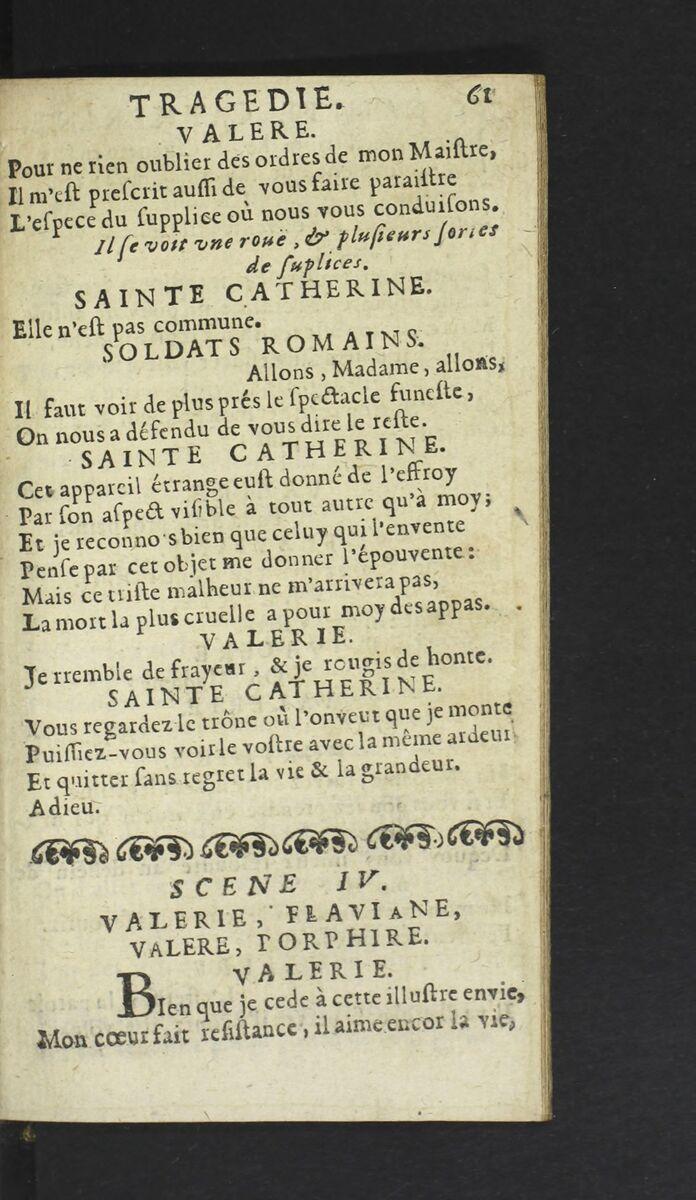 TRAGEDIE. 61
VALERE.
Pour ne rien oublier des ordres de mon Maiſtre,
Il m'eſt preſcrit auſſi de vous faire paraiſtre
L'eſpece du ſupplice où nous vous conduiſons.
Il ſe voit vne roue, & pluſieurs ſortes
de ſuplices.
SAINTE CATHERINE.
Elle n'eſt pas commune.
SOLDATS ROMAINS.
Allons, Madame, allons,
Il faut voir de plus prés le ſpectacle funeſte,
On nous a défendu de vous dire le reſte.
SAINTE CATHERINE.
Cet appareil étrange euſt donné de l'effroy
Par ſon aſpect viſible à tout autre qu'à moy;
Et je reconnois bien que celuy qui l'envente
Penſe par cet objet me donner l'épouvente:
Mais ce triſte malheur ne m'arrivera pas,
La mort la plus cruelle a pour moy des appas.
VALERIE.
Je rremble de frayeur, & je rougis de honte.
SAINTE CATHERINE.
Vous regardez le trône où l'on veut que je monte
Puiſſiez-vous voir le voſtre avec la même ardeur
Et quitter ſans regret la vie & la grandeur.
Adieu.
SCENE IV.
VALERIE, FLAVIANE,
VALERE, PORPHIRE.
VALERIE.
BIen que je cede à cette illuſtre envie,
Mon cœur fait reſiſtance, il aime encor la vie,